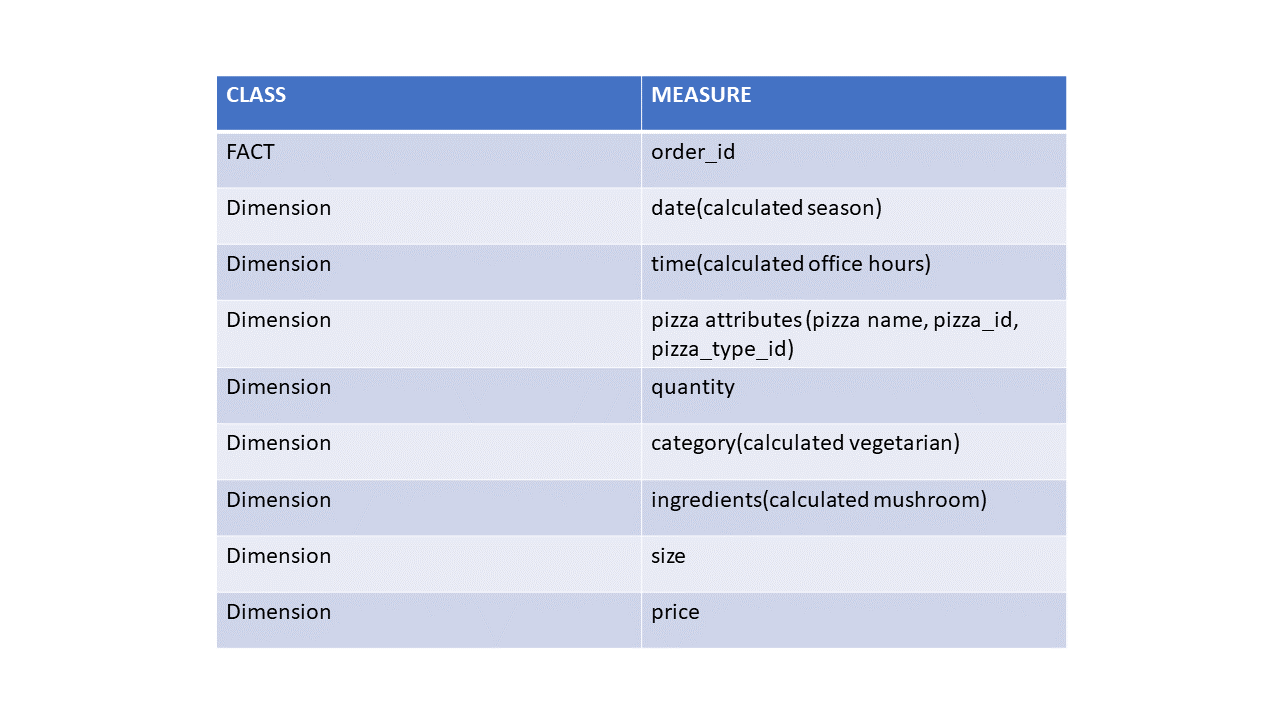 CLASS MEASURE
FACT order_id
Dimension date(calculated season)
Dimension time(calculated office hours)
Dimension pizza attributes (pizza name, pizza_id,
pizza_type_id)
Dimension quantity
Dimension category(calculated vegetarian)
Dimension ingredients(calculated mushroom)
Dimension size
Dimension price